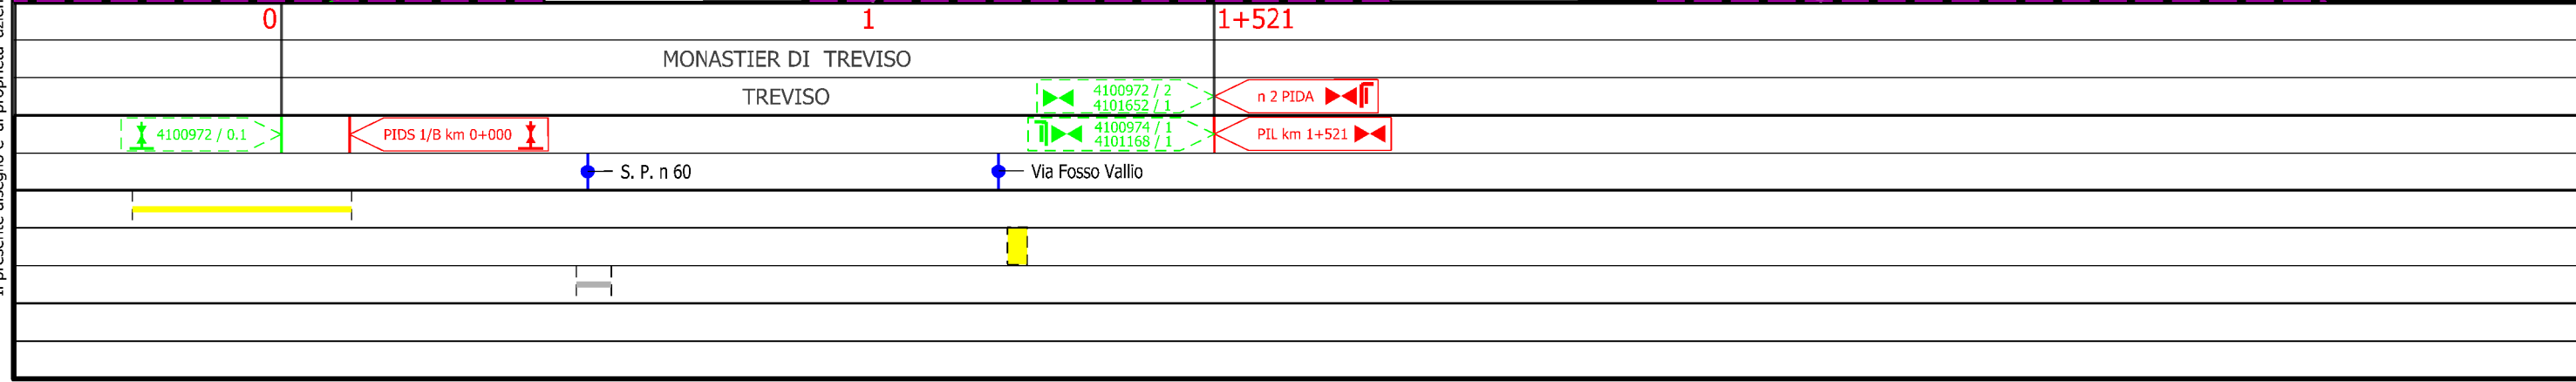 0 1 1+521
MONASTIER DI TREVISO
TREVISO
4100972 / 2
4101652 / 1
n 2 PIDA
4100972 / 0.1
PIDS 1/B km 0+000
4100974 / 1
4101168 / 1
PIL km 1+521
S. P. n 60
Via Fosso Vallio